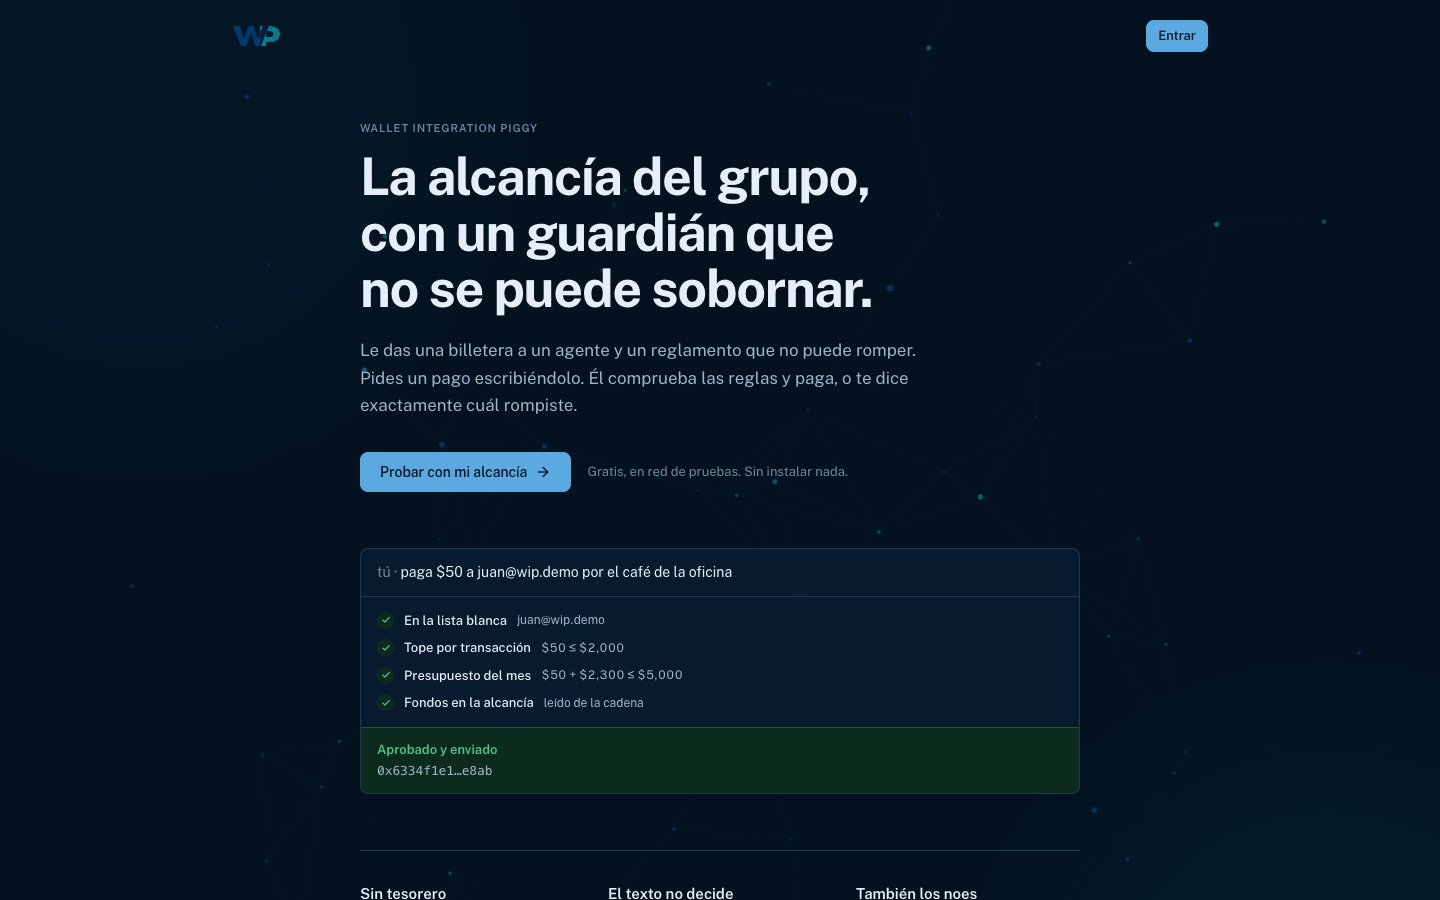 WP
Entrar
WALLET INTEGRATION PIGGY
La alcancía del grupo,
con un guardián que
no se puede sobornar.
Le das una billetera a un agente y un reglamento que no puede romper.
Pides un pago escribiéndolo. Él comprueba las reglas y paga, o te dice
exactamente cuál rompiste.
Probar con mi alcancía →
Gratis, en red de pruebas. Sin instalar nada.
tú · paga $50 a juan@wip.demo por el café de la oficina
En la lista blanca juan@wip.demo
Tope por transacción $50 ≤ $2,000
Presupuesto del mes $50 + $2,300 ≤ $5,000
Fondos en la alcancía leído de la cadena
Aprobado y enviado
0x6334f1e1…e8ab
Sin tesorero
El texto no decide
También los noes